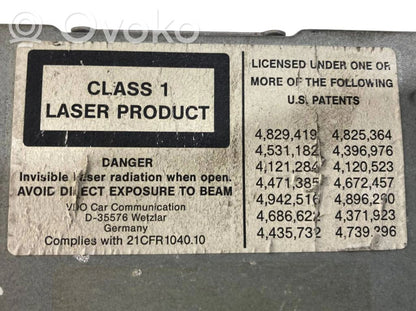 © Ovoko
CLASS 1
LASER PRODUCT
DANGER
Invisible laser radiation when open.
AVOID DIRECT EXPOSURE TO BEAM
VDO Car Communication
D-35576 Wetzlar
Germany
Complies with 21CFR1040.10
LICENSED UNDER ONE OR
MORE OF THE FOLLOWING
U.S. PATENTS
4,829,419 4,825,364
4,531,182 4,396,976
4,121,284 4,120,523
4,471,385 4,672,457
4,942,516 4,896,260
4,686,622 4,371,923
4,435,732 4,739,396